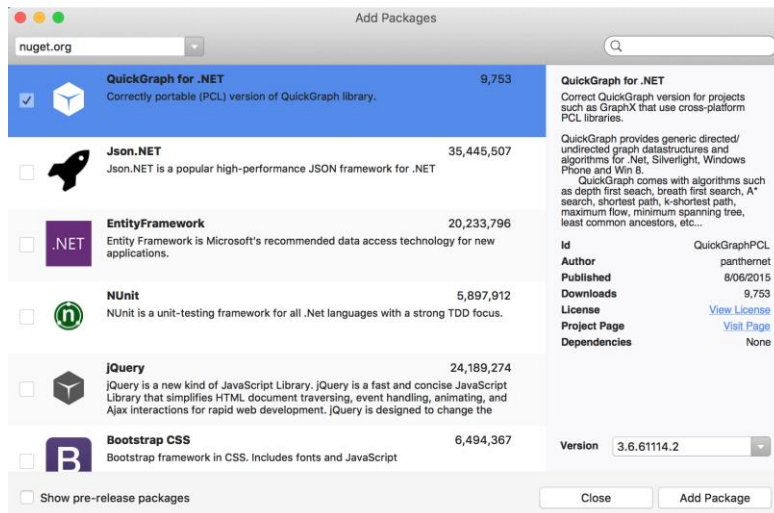 Add Packages
nuget.org
QuickGraph for .NET 9,753
Correctly portable (PCL) version of QuickGraph library.
Json.NET 35,445,507
Json.NET is a popular high-performance JSON framework for .NET
.NET
EntityFramework 20,233,796
Entity Framework is Microsoft's recommended data access technology for new
applications.
n
NUnit 5,897,912
NUnit is a unit-testing framework for all .Net languages with a strong TDD focus.
jQuery 24,189,274
jQuery is a new kind of JavaScript Library. jQuery is a fast and concise JavaScript
Library that simplifies HTML document traversing, event handling, animating, and
Ajax interactions for rapid web development. jQuery is designed to change the
B
Bootstrap CSS 6,494,367
Bootstrap framework in CSS. Includes fonts and JavaScript
QuickGraph for .NET
Correct QuickGraph version for projects
such as GraphX that use cross-platform
PCL libraries.
QuickGraph provides generic directed/
undirected graph datastructures and
algorithms for .Net, Silverlight, Windows
Phone and Win 8.
QuickGraph comes with algorithms such
as depth first seach, breath first search, A*
search, shortest path, k-shortest path,
maximum flow, minimum spanning tree,
least common ancestors, etc...
Id QuickGraphPCL
Author panthernet
Published 8/06/2015
Downloads 9,753
License View License
Project Page Visit Page
Dependencies None
Version 3.6.61114.2
Show pre-release packages
Close
Add Package